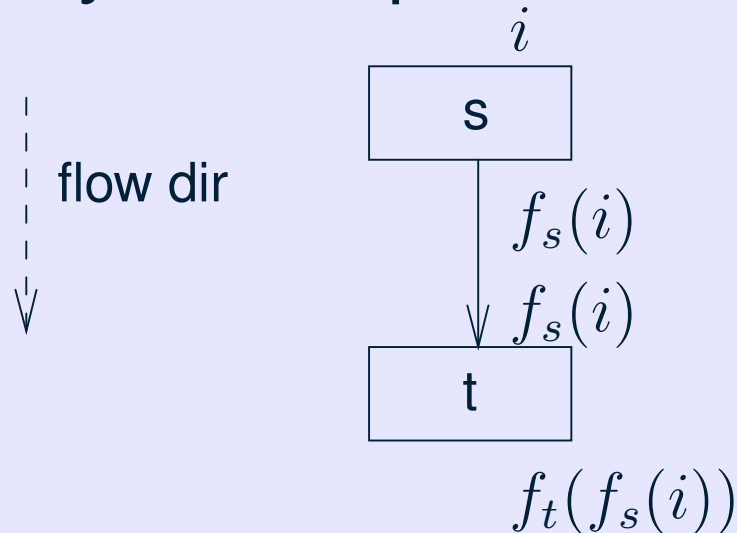 i
s
flow dir
f_s(i)
f_s(i)
t
f_t(f_s(i))